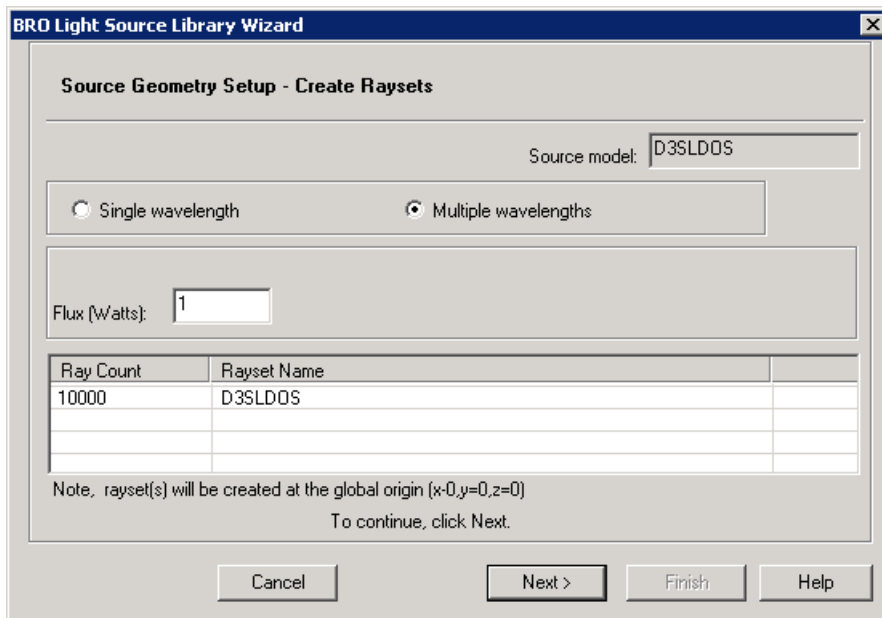 BRO Light Source Library Wizard
Source Geometry Setup - Create Raysets
Source model: D3SLDOS
Single wavelength Multiple wavelengths
Flux (Watts): 1
Ray Count Rayset Name
10000 D3SLDOS
Note, rayset(s) will be created at the global origin (x-0,y=0,z=0)
To continue, click Next.
Cancel Next > Finish Help